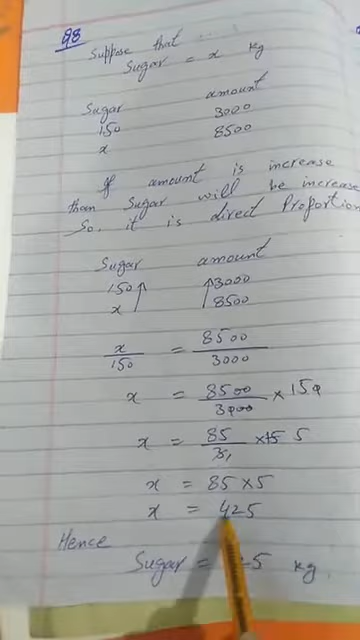 98
Suppose that ...
Sugar = x kg
Sugar amount
150 3000
x 8500
If amount is increase
than Sugar will be increase
So, it is direct Proportion
Sugar amount
150 ↑ ↑ 3000
x 8500
x/150 = 8500/3000
x = 8500/3000 × 150
x = 85/3 × 15 5
x = 85 × 5
x = 425
Hence
Sugar = 25 kg